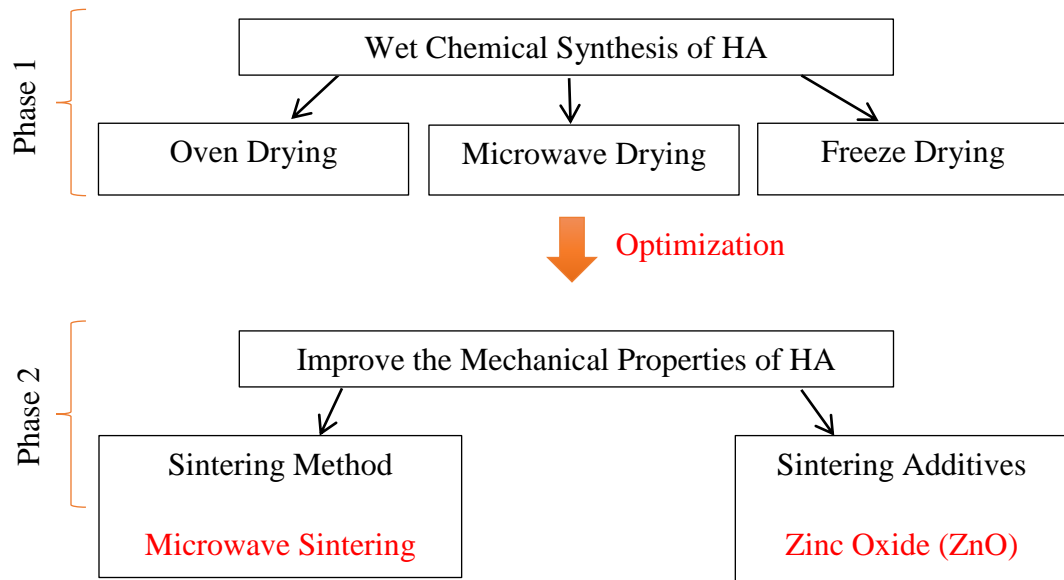 Phase 1
Wet Chemical Synthesis of HA
Oven Drying
Microwave Drying
Freeze Drying
Optimization
Phase 2
Improve the Mechanical Properties of HA
Sintering Method
Microwave Sintering
Sintering Additives
Zinc Oxide (ZnO)